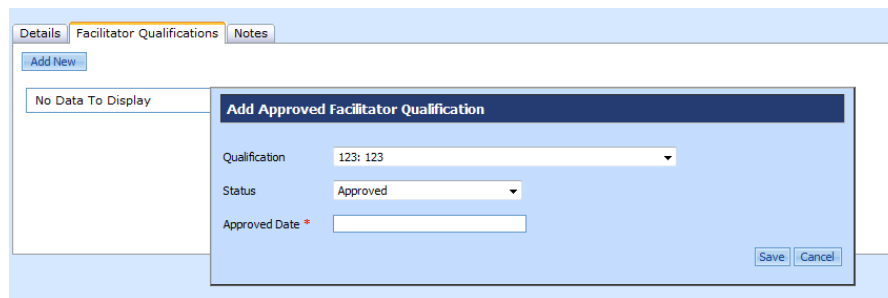 Details Facilitator Qualifications Notes
Add New
No Data To Display
Add Approved Facilitator Qualification
Qualification 123: 123
Status Approved
Approved Date *
Save Cancel